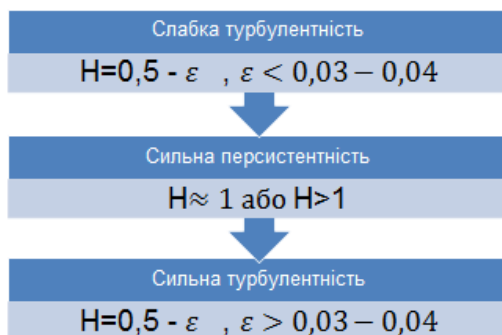 Слабка турбулентність
H=0,5 - 𝜀 , 𝜀 < 0,03 − 0,04
Сильна персистентність
H≈ 1 або H>1
Сильна турбулентність
H=0,5 - 𝜀 , 𝜀 > 0,03 − 0,04